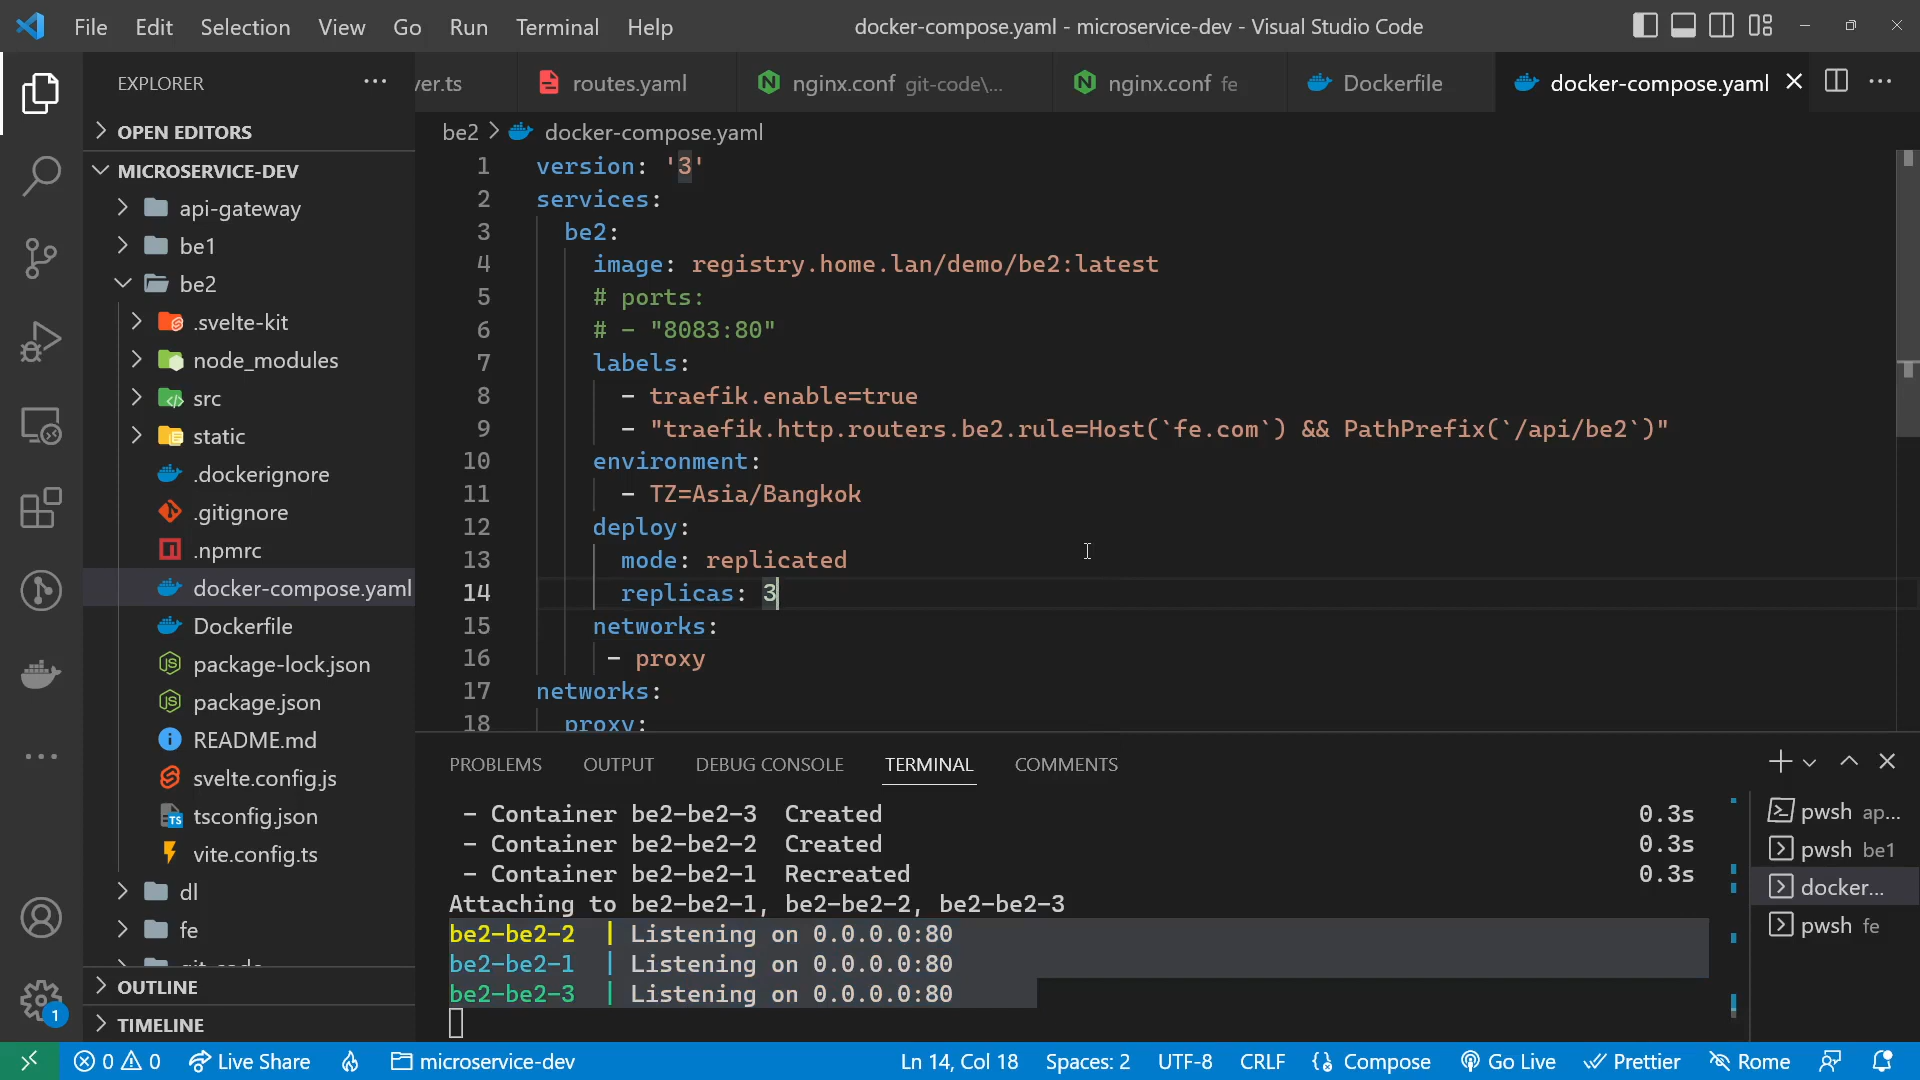 File Edit Selection View Go Run Terminal Help
docker-compose.yaml - microservice-dev - Visual Studio Code
EXPLORER
ver.ts
routes.yaml
nginx.conf git-code\...
nginx.conf fe
Dockerfile
docker-compose.yaml
OPEN EDITORS
MICROSERVICE-DEV
api-gateway
be1
be2
.svelte-kit
node_modules
src
static
.dockerignore
.gitignore
.npmrc
docker-compose.yaml
Dockerfile
package-lock.json
package.json
README.md
svelte.config.js
tsconfig.json
vite.config.ts
dl
fe
git-code
OUTLINE
TIMELINE
be2 > docker-compose.yaml
1 version: '3'
2 services:
3 be2:
4 image: registry.home.lan/demo/be2:latest
5 # ports:
6 # - "8083:80"
7 labels:
8 - traefik.enable=true
9 - "traefik.http.routers.be2.rule=Host(`fe.com`) && PathPrefix(`/api/be2`)"
10 environment:
11 - TZ=Asia/Bangkok
12 deploy:
13 mode: replicated
14 replicas: 3
15 networks:
16 - proxy
17 networks:
18 proxy:
PROBLEMS OUTPUT DEBUG CONSOLE TERMINAL COMMENTS
- Container be2-be2-3 Created 0.3s
- Container be2-be2-2 Created 0.3s
- Container be2-be2-1 Recreated 0.3s
Attaching to be2-be2-1, be2-be2-2, be2-be2-3
be2-be2-2 | Listening on 0.0.0.0:80
be2-be2-1 | Listening on 0.0.0.0:80
be2-be2-3 | Listening on 0.0.0.0:80
pwsh ap...
pwsh be1
docker...
pwsh fe
1
0 0 Live Share microservice-dev Ln 14, Col 18 Spaces: 2 UTF-8 CRLF {} Compose Go Live Prettier Rome